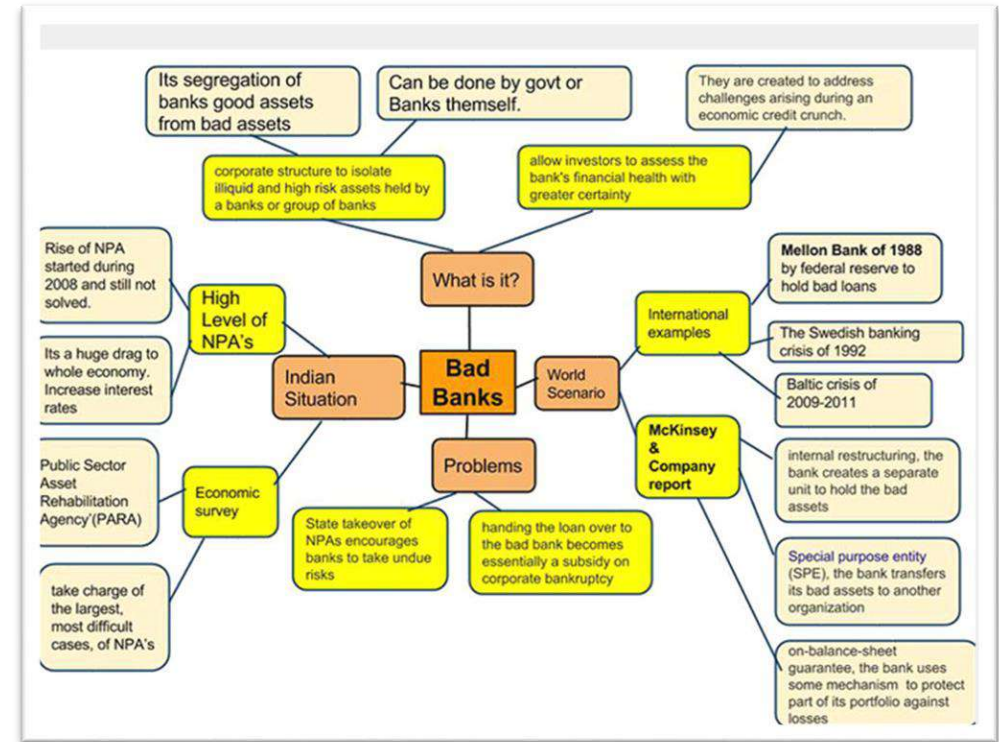 Its segregation of
banks good assets
from bad assets
Can be done by govt or
Banks themself.
They are created to address
challenges arising during an
economic credit crunch.
corporate structure to isolate
illiquid and high risk assets held by
a banks or group of banks
allow investors to assess the
bank's financial health with
greater certainty
What is it?
Rise of NPA
started during
2008 and still not
solved.
High
Level of
NPA's
Its a huge drag to
whole economy.
Increase interest
rates
Indian
Situation
Bad
Banks
World
Scenario
International
examples
Mellon Bank of 1988
by federal reserve to
hold bad loans
The Swedish banking
crisis of 1992
Baltic crisis of
2009-2011
McKinsey
&
Company
report
internal restructuring, the
bank creates a separate
unit to hold the bad
assets
Special purpose entity
(SPE), the bank transfers
its bad assets to another
organization
on-balance-sheet
guarantee, the bank uses
some mechanism to protect
part of its portfolio against
losses
Problems
State takeover of
NPAs encourages
banks to take undue
risks
handing the loan over to
the bad bank becomes
essentially a subsidy on
corporate bankruptcy
Economic
survey
Public Sector
Asset
Rehabilitation
Agency'(PARA)
take charge of
the largest,
most difficult
cases, of NPA's